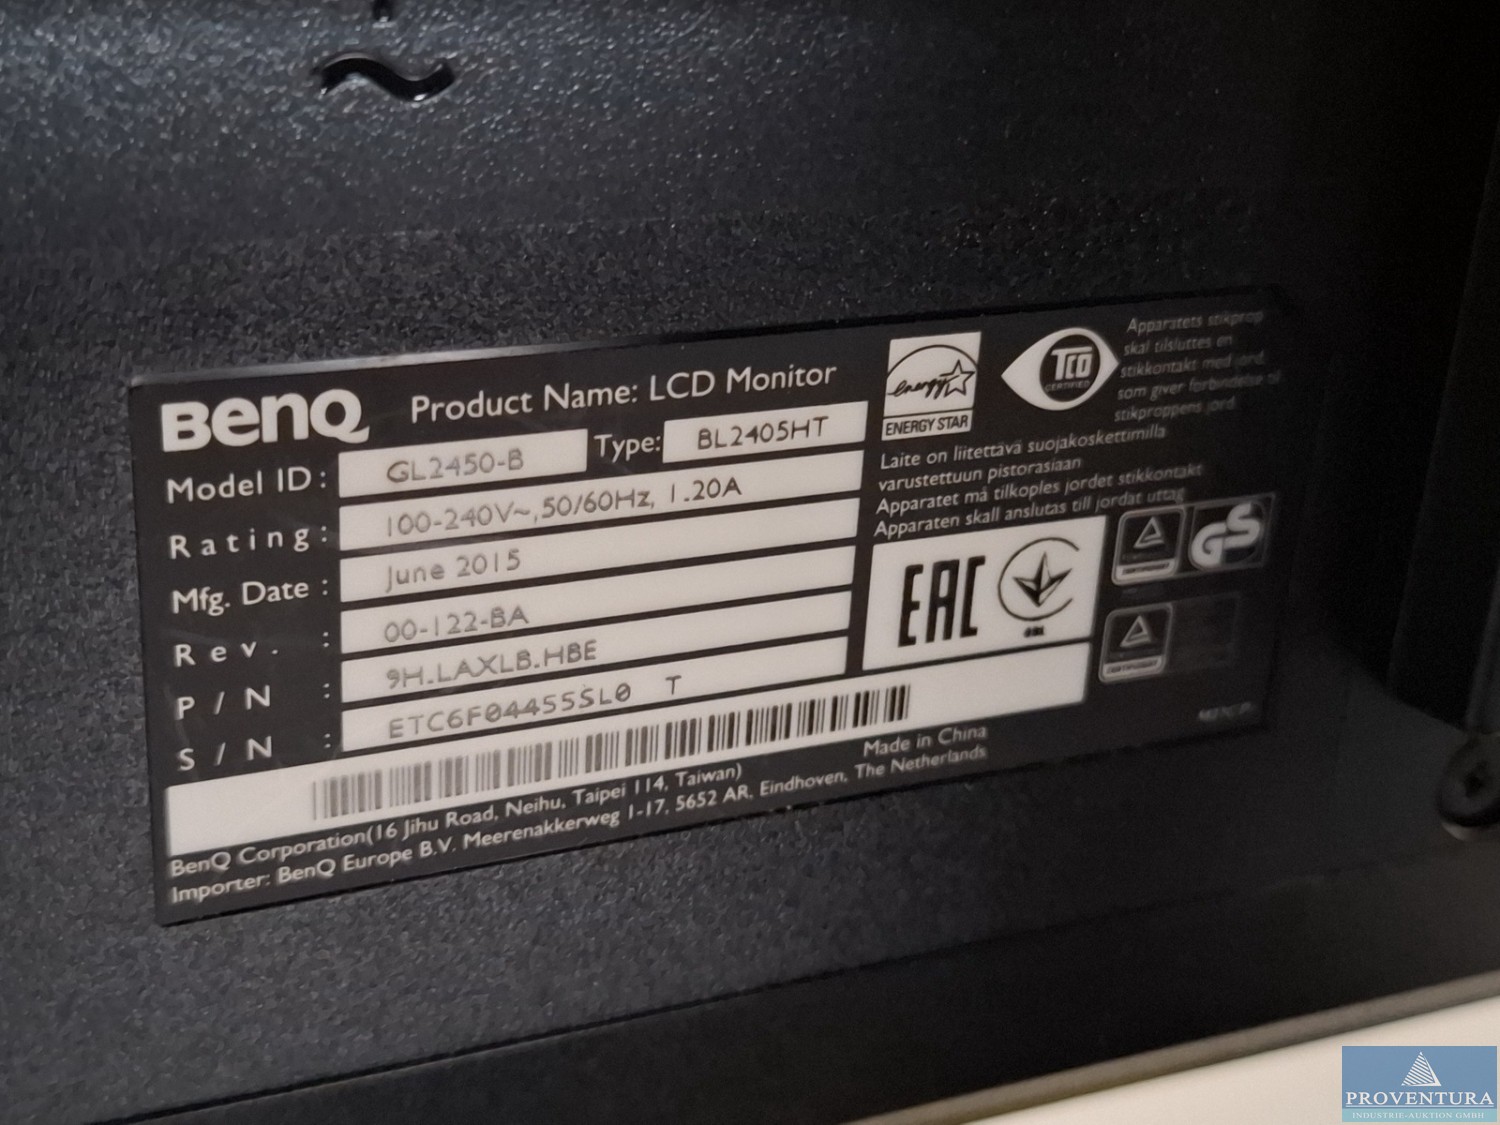 BenQ
Product Name: LCD Monitor
Model ID: GL2450-B Type: BL2405HT
Rating: 100-240V~,50/60Hz, 1.20A
Mfg. Date : June 2015
Rev. : 00-122-BA
P/N : 9H.LAXLB.HBE
S/N : ETC6F04455SL0 T
BenQ Corporation(16 Jihu Road, Neihu, Taipei 114, Taiwan)
Made in China
Importer: BenQ Europe B.V. Meerenakkerweg 1-17, 5652 AR, Eindhoven, The Netherlands
energy
ENERGY STAR
TCO
CERTIFIED
Apparatets stikprop
skal tilsluttes en
stikkontakt med jord,
som giver forbindelse til
stikproppens jord.
Laite on liitettävä suojakoskettimilla
varustettuun pistorasiaan
Apparatet må tilkoples jordet stikkontakt
Apparaten skall anslutas till jordat uttag
EAC
GS
PROVENTURA
INDUSTRIE-AUKTION GMBH